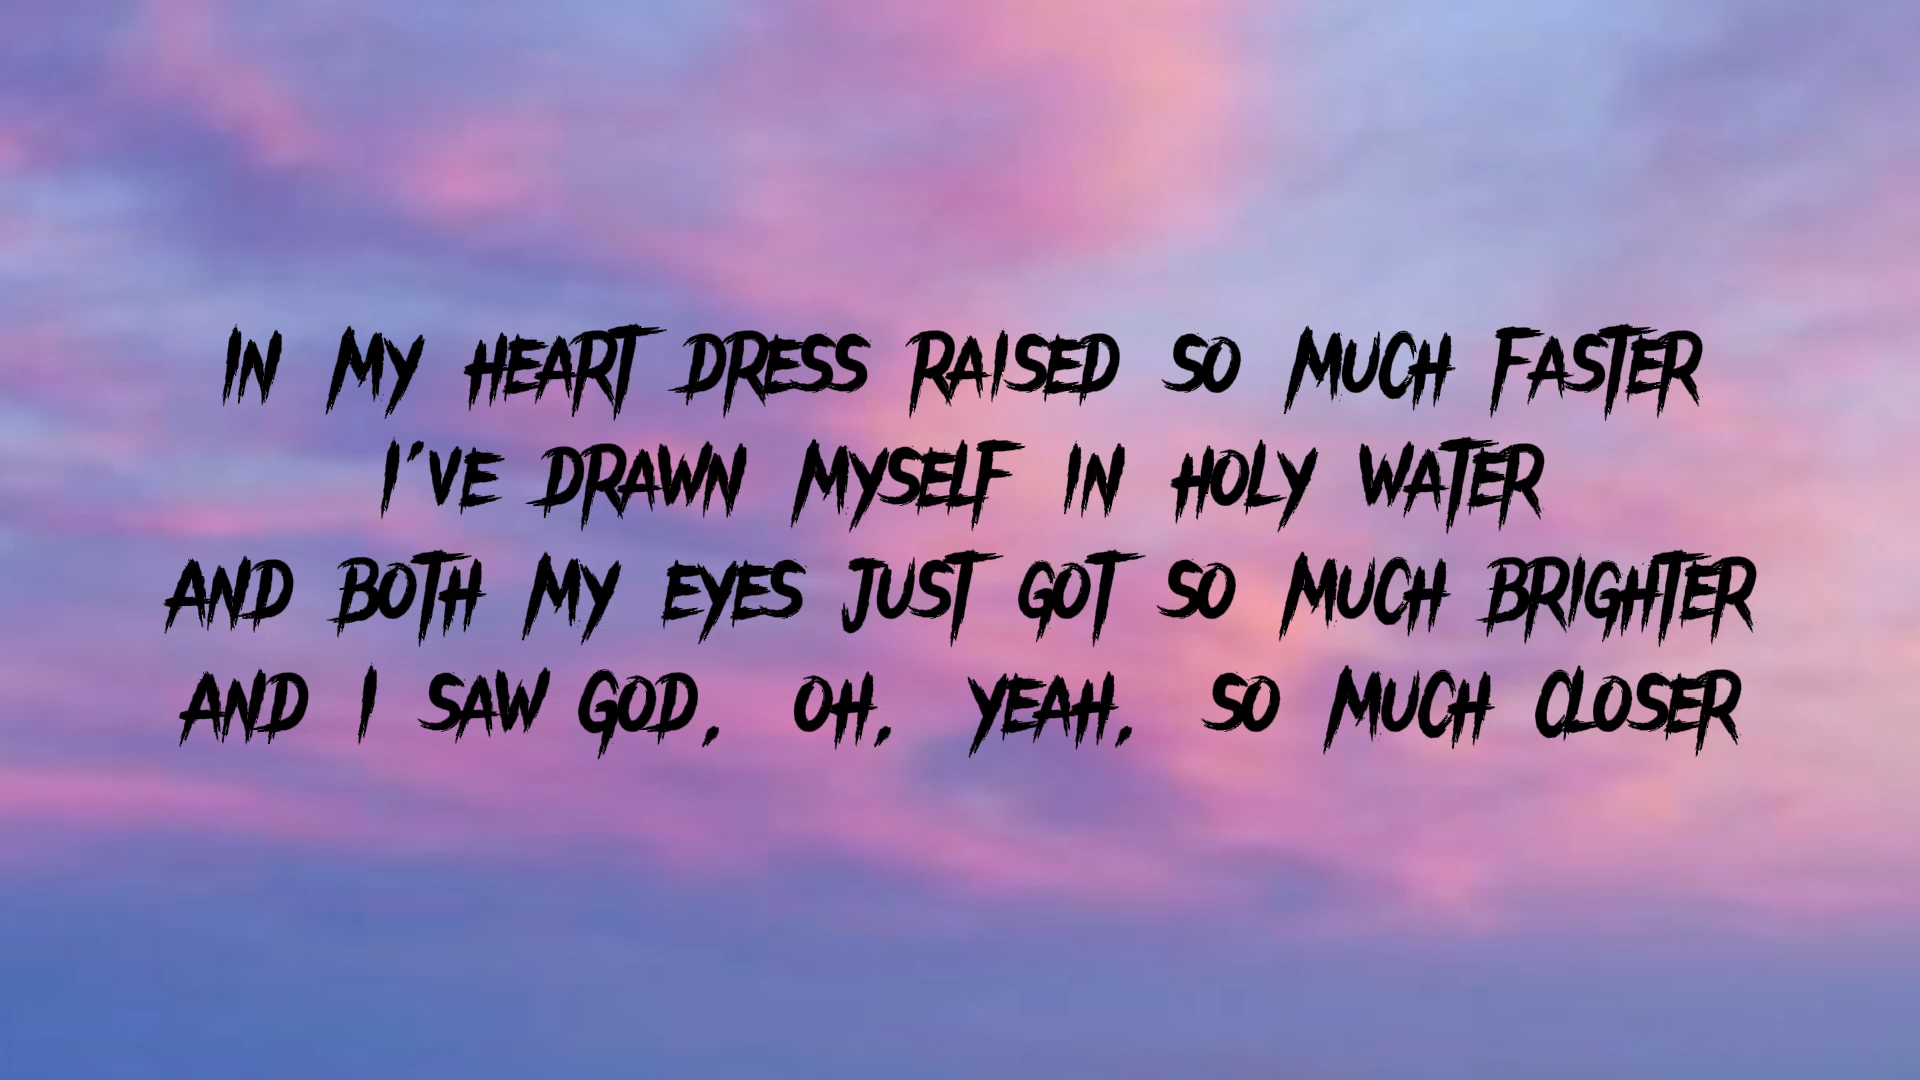 IN MY HEART DRESS RAISED SO MUCH FASTER
I'VE DRAWN MYSELF IN HOLY WATER
AND BOTH MY EYES JUST GOT SO MUCH BRIGHTER
AND I SAW GOD, OH, YEAH, SO MUCH CLOSER